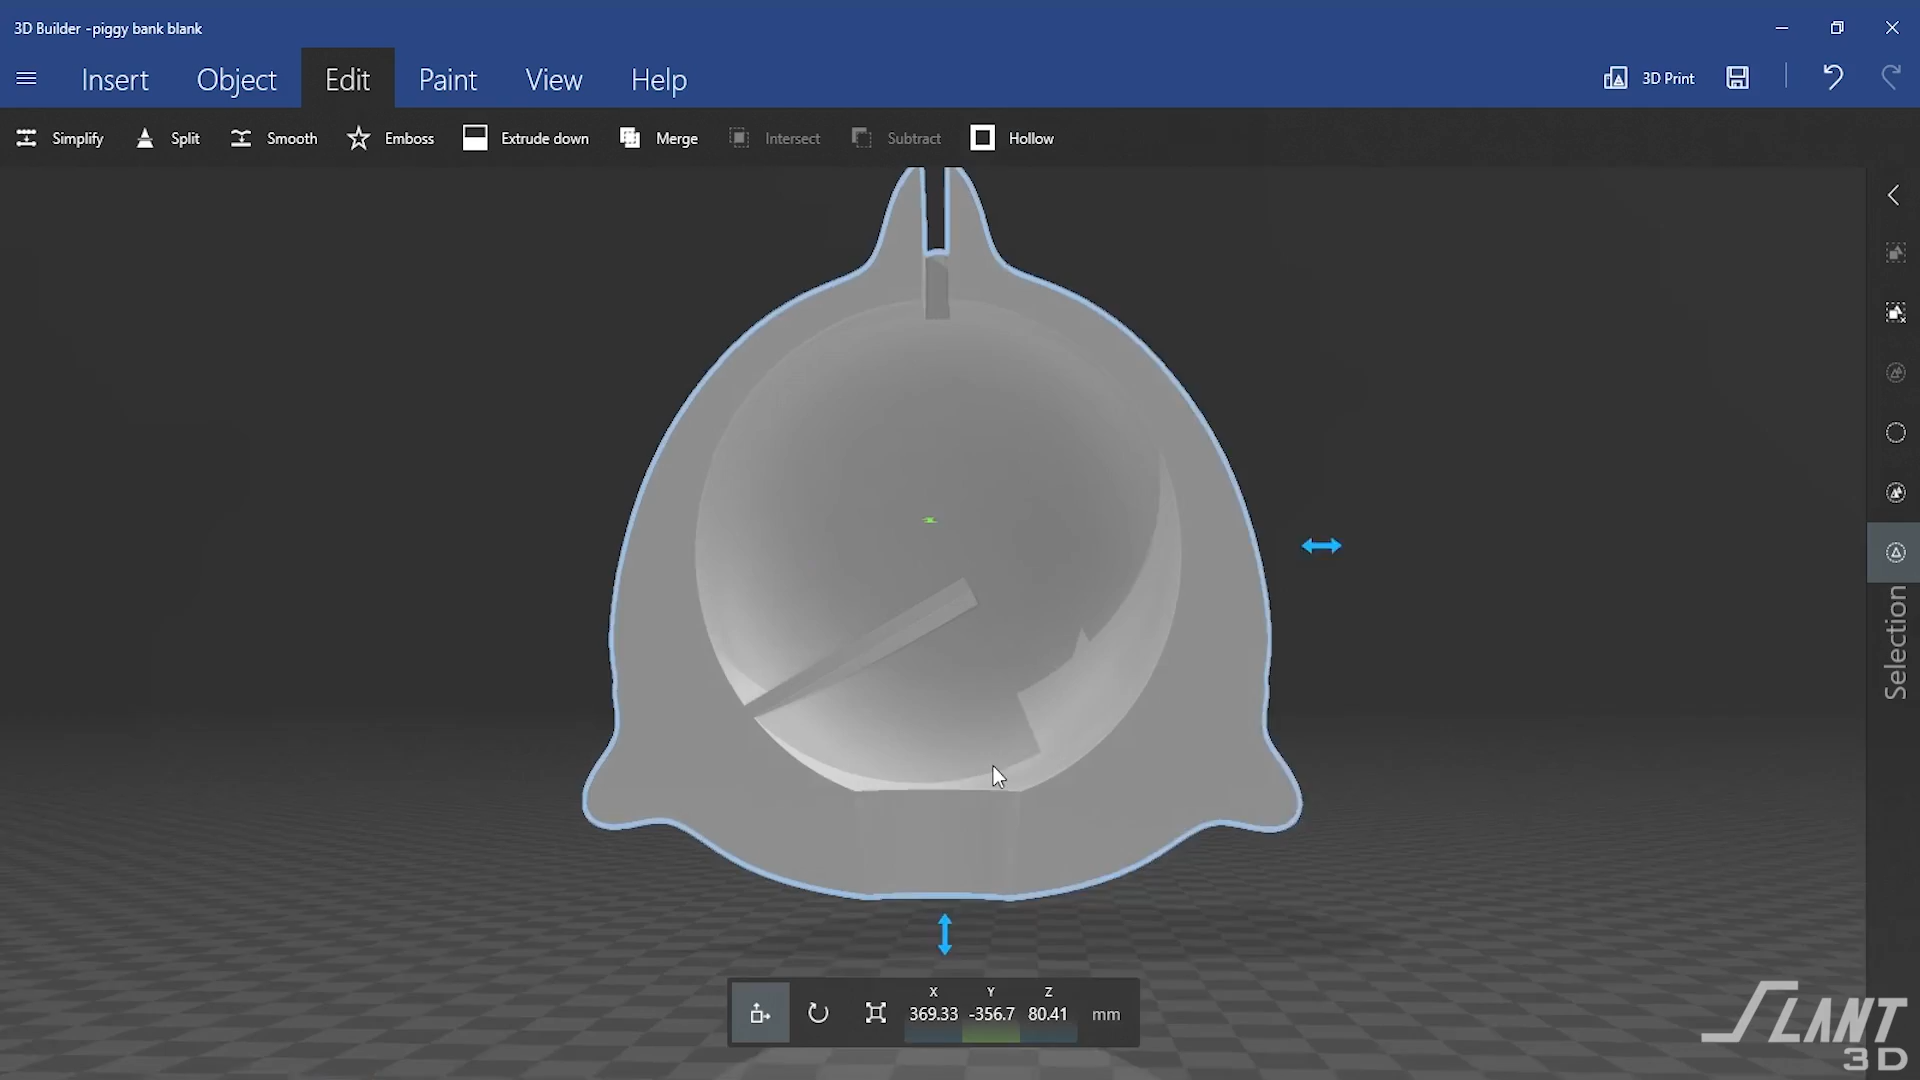 3D Builder -piggy bank blank
Insert Object Edit Paint View Help
3D Print
Simplify Split Smooth Emboss Extrude down Merge Intersect Subtract Hollow
Selection
X Y Z
369.33 -356.7 80.41 mm
SLANT
3D